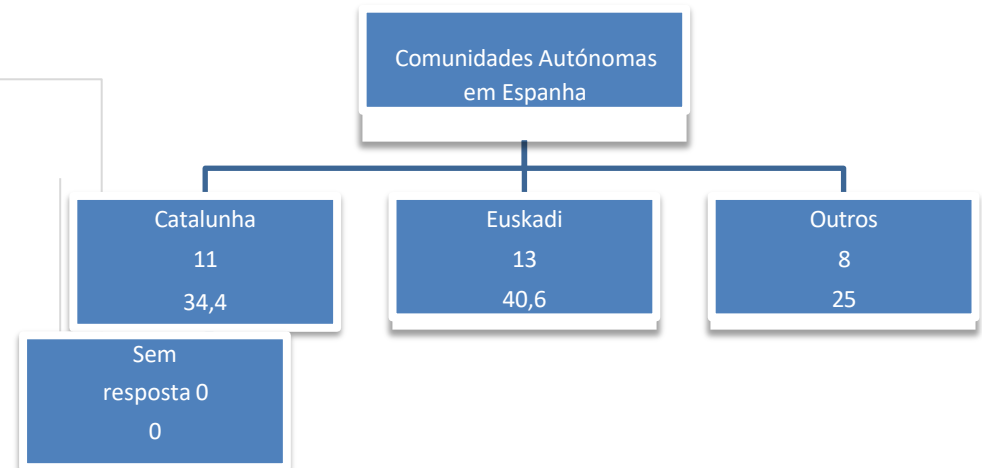 Comunidades Autónomas
em Espanha
Catalunha
11
34,4
Euskadi
13
40,6
Outros
8
25
Sem
resposta 0
0